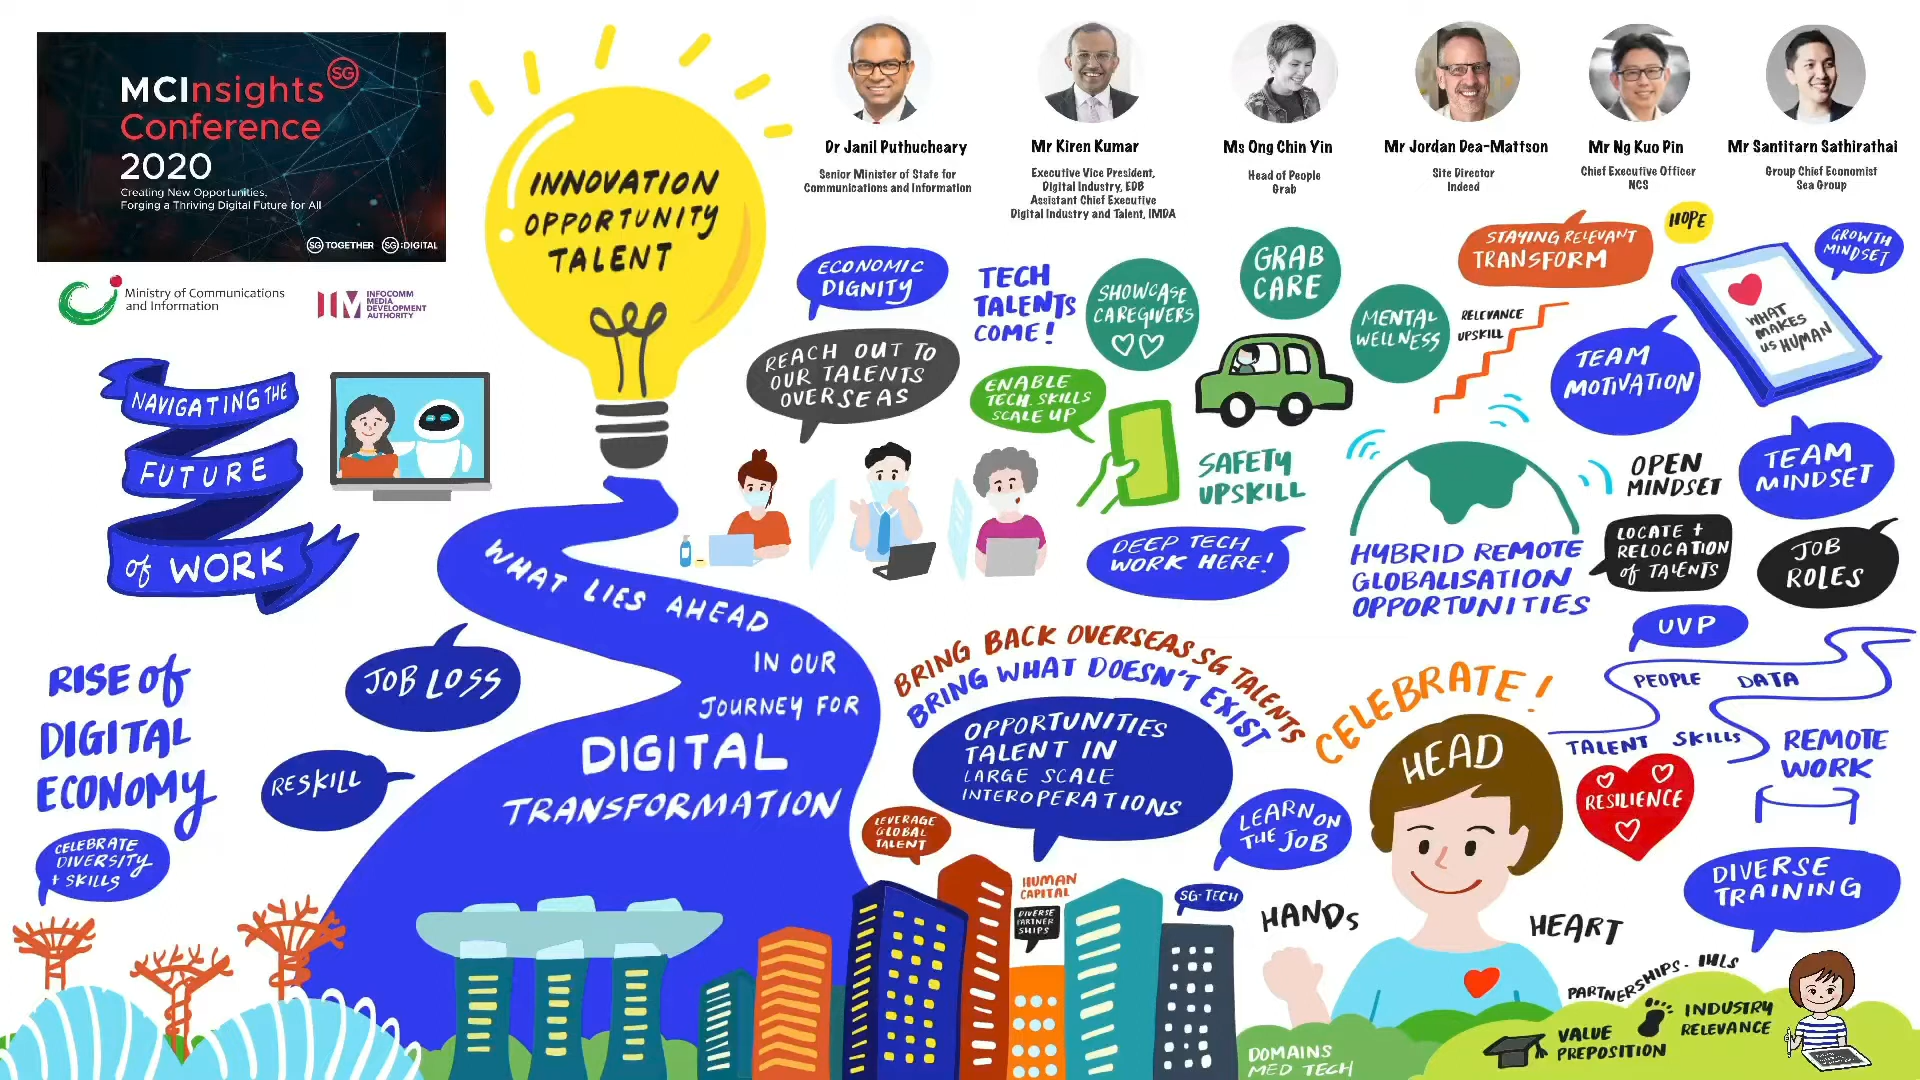 MCInsights
SG
Conference
2020
Creating New Opportunities.
Forging a Thriving Digital Future for All
SG TOGETHER SG:DIGITAL
Ministry of Communications
and Information
IM
INFOCOMM
MEDIA
DEVELOPMENT
AUTHORITY
INNOVATION
OPPORTUNITY
TALENT
Dr Janil Puthucheary
Senior Minister of State for
Communications and Information
Mr Kiren Kumar
Executive Vice President,
Digital Industry, EDB
Assistant Chief Executive
Digital Industry and Talent, IMDA
Ms Ong Chin Yin
Head of People
Grab
Mr Jordan Dea-Mattson
Site Director
Indeed
Mr Ng Kuo Pin
Chief Executive Officer
NCS
Mr Santitarn Sathirathai
Group Chief Economist
Sea Group
NAVIGATING THE
FUTURE
of WORK
ECONOMIC
DIGNITY
TECH
TALENTS
COME!
SHOWCASE
CAREGIVERS
GRAB
CARE
MENTAL
WELLNESS
STAYING RELEVANT
TRANSFORM
HOPE
GROWTH
MINDSET
WHAT
MAKES
US HUMAN
RELEVANCE
UPSKILL
TEAM
MOTIVATION
REACH OUT TO
OUR TALENTS
OVERSEAS
ENABLE
TECH. SKILLS
SCALE UP
SAFETY
UPSKILL
DEEP TECH
WORK HERE!
OPEN
MINDSET
TEAM
MINDSET
HYBRID REMOTE
GLOBALISATION
OPPORTUNITIES
LOCATE +
RELOCATION
of TALENTS
JOB
ROLES
WHAT LIES AHEAD
IN OUR
JOURNEY FOR
DIGITAL
TRANSFORMATION
RISE of
DIGITAL
ECONOMY
JOB LOSS
RESKILL
CELEBRATE
DIVERSITY
+ SKILLS
BRING BACK OVERSEAS SG TALENTS
BRING WHAT DOESN'T EXIST
OPPORTUNITIES
TALENT IN
LARGE SCALE
INTEROPERATIONS
LEVERAGE
GLOBAL
TALENT
HUMAN
CAPITAL
DIVERSE
PARTNER
SHIPS
LEARN ON
THE JOB
SG-TECH
CELEBRATE!
HEAD
HANDS
HEART
UVP
PEOPLE DATA
TALENT SKILLS
REMOTE
WORK
RESILIENCE
DIVERSE
TRAINING
PARTNERSHIPS. IHLS
INDUSTRY
RELEVANCE
VALUE
PREPOSITION
DOMAINS
MED TECH